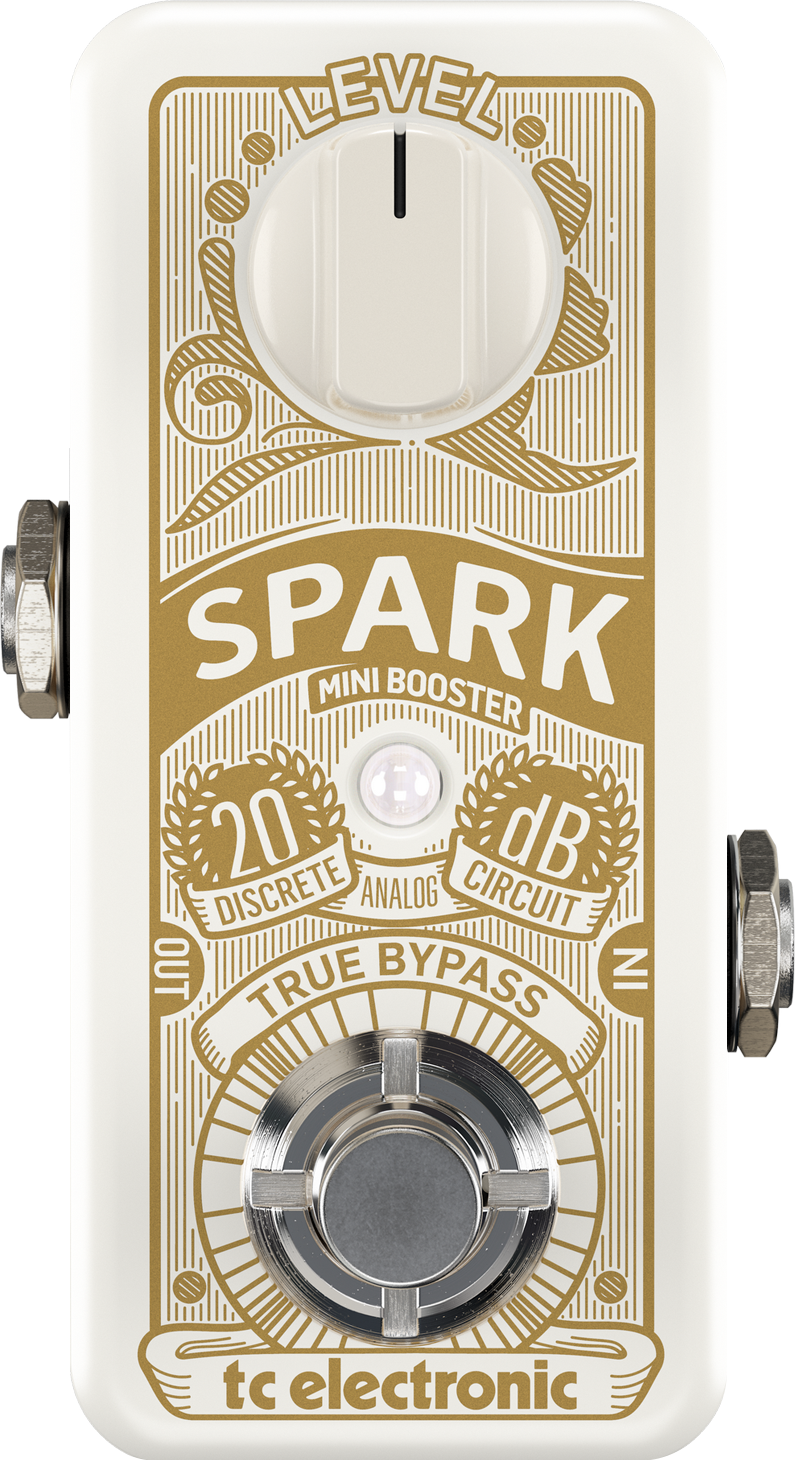 LEVEL
SPARK
MINI BOOSTER
20 dB
DISCRETE ANALOG CIRCUIT
OUT
IN
TRUE BYPASS
tc electronic